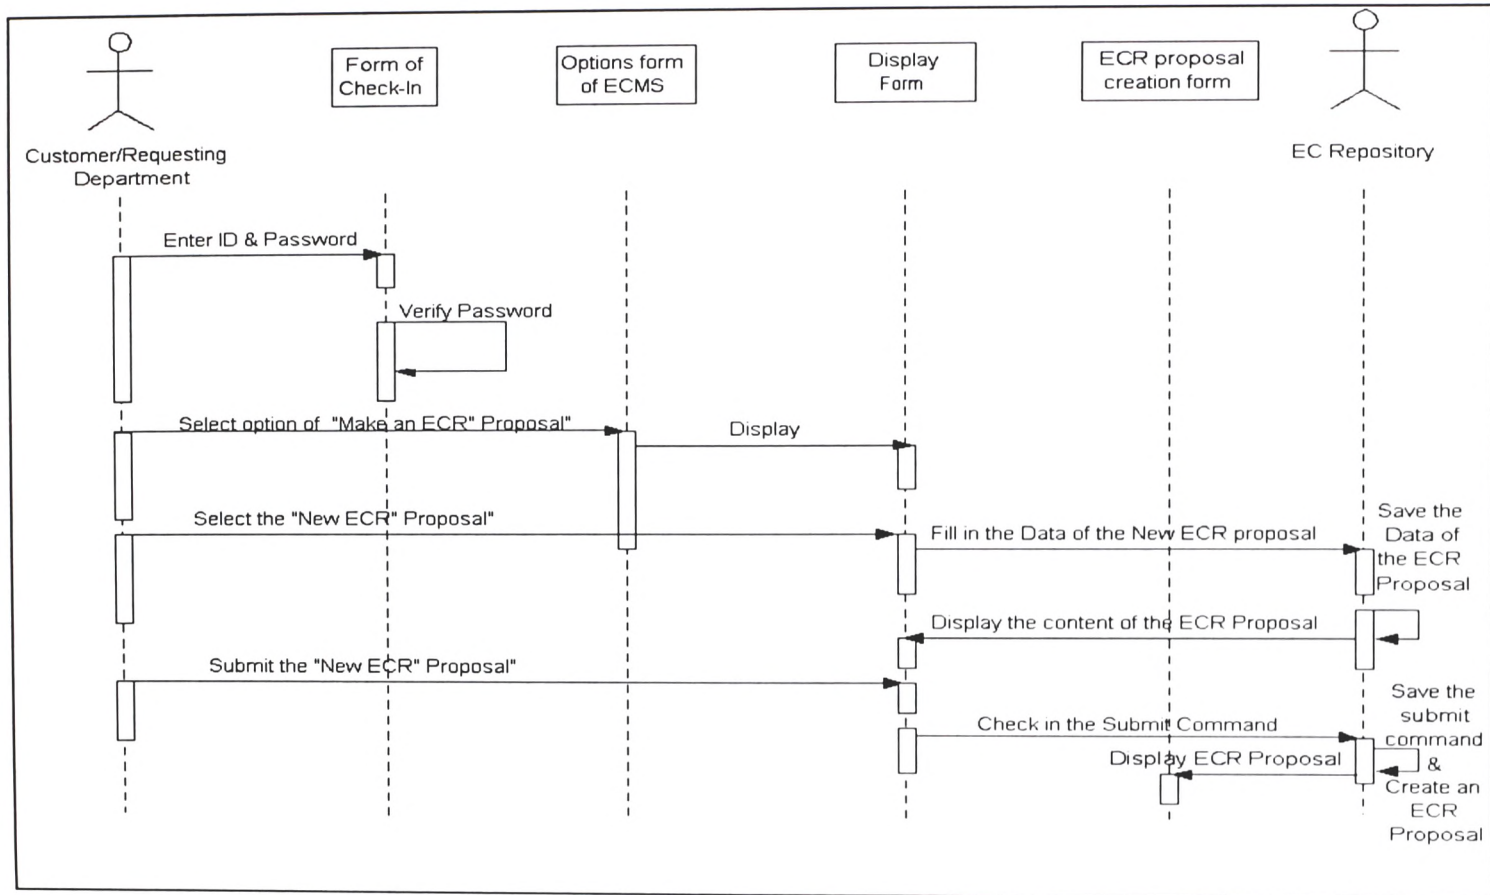 Form of
Check-In
Options form
of ECMS
Display
Form
ECR proposal
creation form
Customer/Requesting
Department
EC Repository
Enter ID & Password
Verify Password
Select option of "Make an ECR" Proposal"
Display
Select the "New ECR" Proposal"
Fill in the Data of the New ECR proposal
Save the
Data of
the ECR
Proposal
Display the content of the ECR Proposal
Submit the "New ECR" Proposal"
Check in the Submit Command
Save the
submit
command
&
Create an
ECR
Proposal
Display ECR Proposal